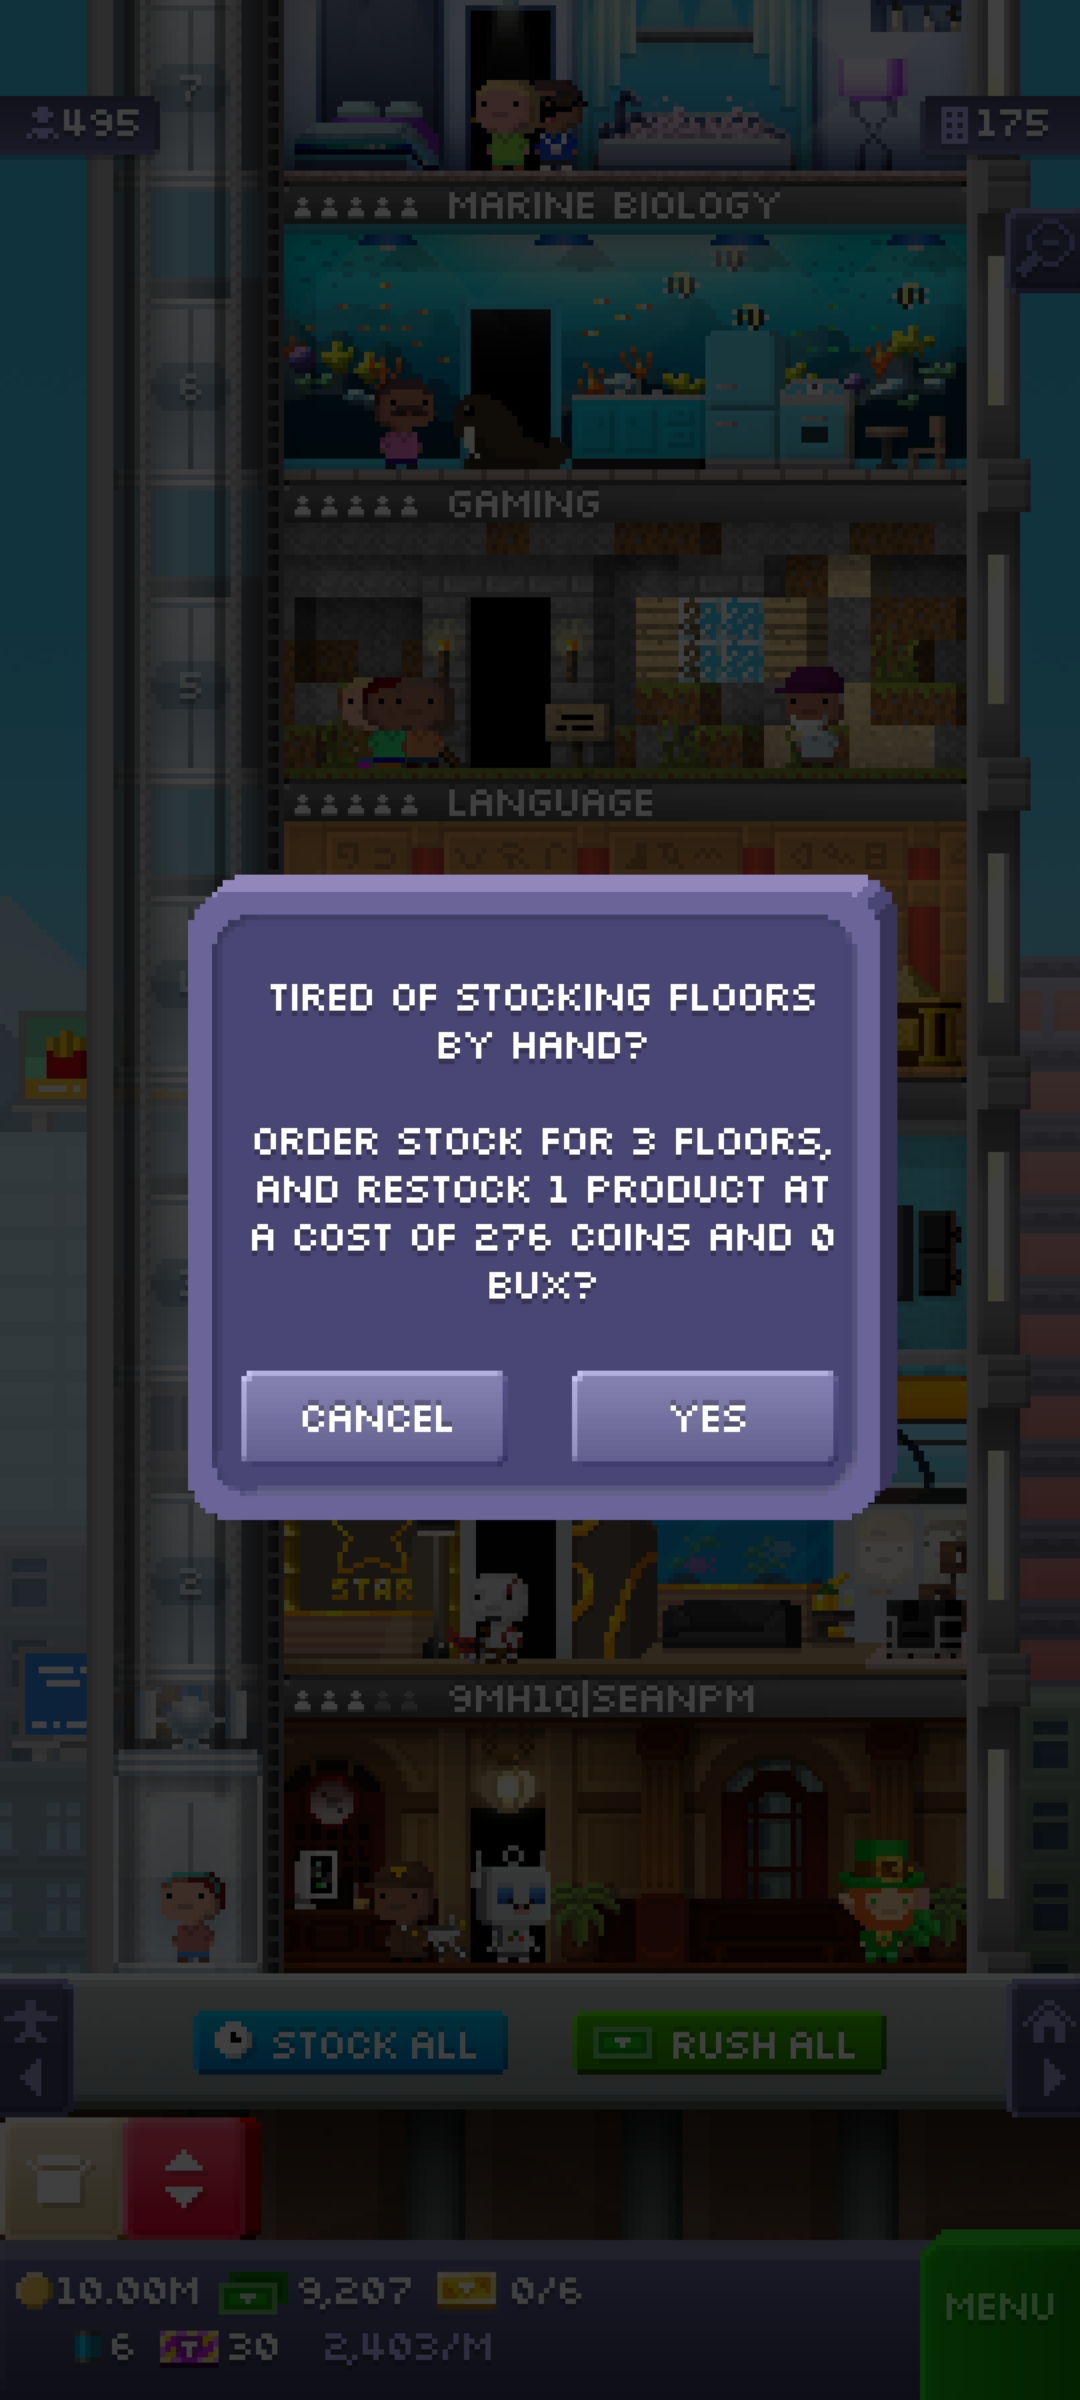 7
495
175
MARINE BIOLOGY
6
GAMING
5
LANGUAGE
TIRED OF STOCKING FLOORS
BY HAND?
ORDER STOCK FOR 3 FLOORS,
AND RESTOCK 1 PRODUCT AT
A COST OF 276 COINS AND 0
BUX?
CANCEL
YES
STAR
2
9MH1Q|SEANPM
STOCK ALL
RUSH ALL
10.00M
9,207
0/6
MENU
6
30
2,403/M